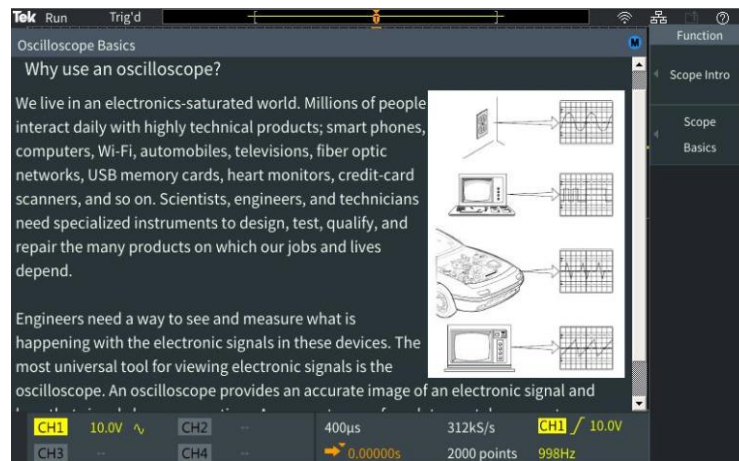 Tek Run Trig'd
Oscilloscope Basics
Function
Why use an oscilloscope?
Scope Intro
Scope
Basics
We live in an electronics-saturated world. Millions of people
interact daily with highly technical products; smart phones,
computers, Wi-Fi, automobiles, televisions, fiber optic
networks, USB memory cards, heart monitors, credit-card
scanners, and so on. Scientists, engineers, and technicians
need specialized instruments to design, test, qualify, and
repair the many products on which our jobs and lives
depend.
Engineers need a way to see and measure what is
happening with the electronic signals in these devices. The
most universal tool for viewing electronic signals is the
oscilloscope. An oscilloscope provides an accurate image of an electronic signal and
CH1 10.0V CH2 -- 400μs 312kS/s CH1 10.0V
CH3 -- CH4 -- 0.00000s 2000 points 998Hz